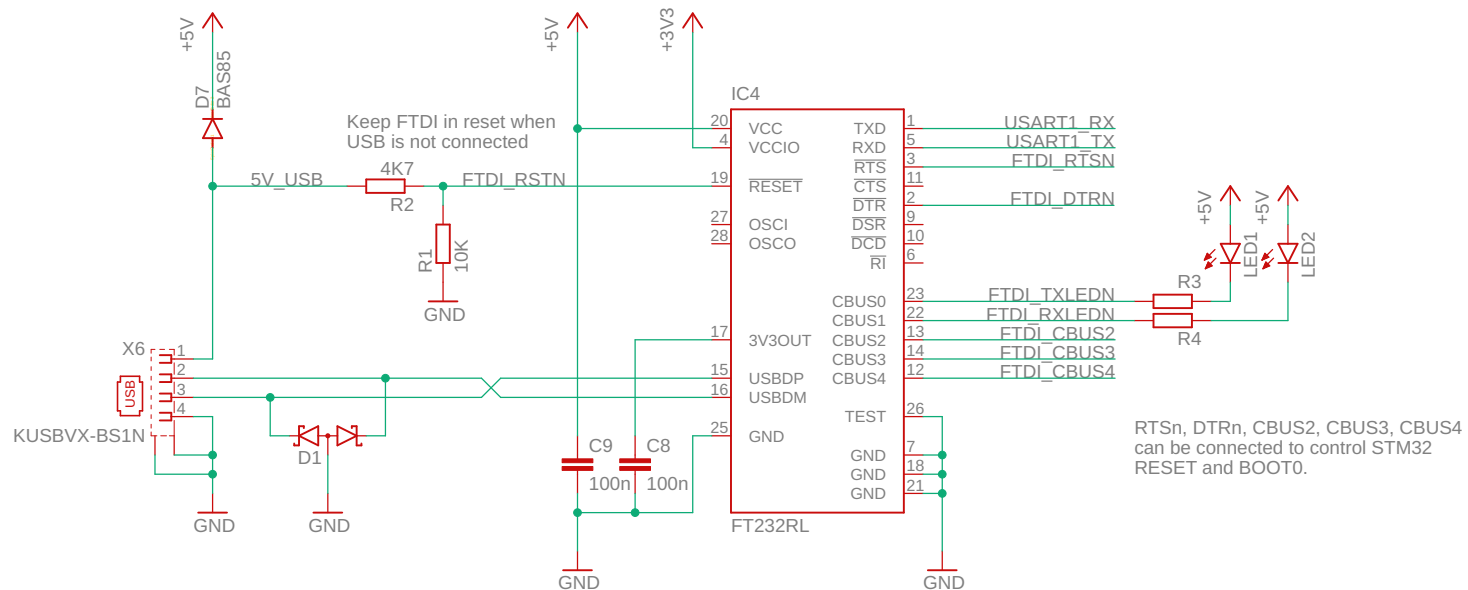 +5V
+5V
+3V3
D7
BAS85
IC4
Keep FTDI in reset when
USB is not connected
20 VCC TXD 1 USART1_RX
4 VCCIO RXD 5 USART1_TX
RTS 3 FTDI_RTSN
5V_USB 4K7 FTDI_RSTN 19 RESET CTS 11
R2
DTR 2 FTDI_DTRN
27 OSCI DSR 9
28 OSCO DCD 10
RI 6
R1 10K
GND
+5V +5V
LED1 LED2
CBUS0 23 FTDI_TXLEDN R3
CBUS1 22 FTDI_RXLEDN R4
17 3V3OUT CBUS2 13 FTDI_CBUS2
CBUS3 14 FTDI_CBUS3
15 USBDP CBUS4 12 FTDI_CBUS4
16 USBDM
TEST 26
25 GND
GND 7
GND 18
GND 21
X6
1
2
3
4
USB
KUSBVX-BS1N
D1
C9 C8
100n 100n
RTSn, DTRn, CBUS2, CBUS3, CBUS4
can be connected to control STM32
RESET and BOOT0.
GND GND FT232RL
GND GND